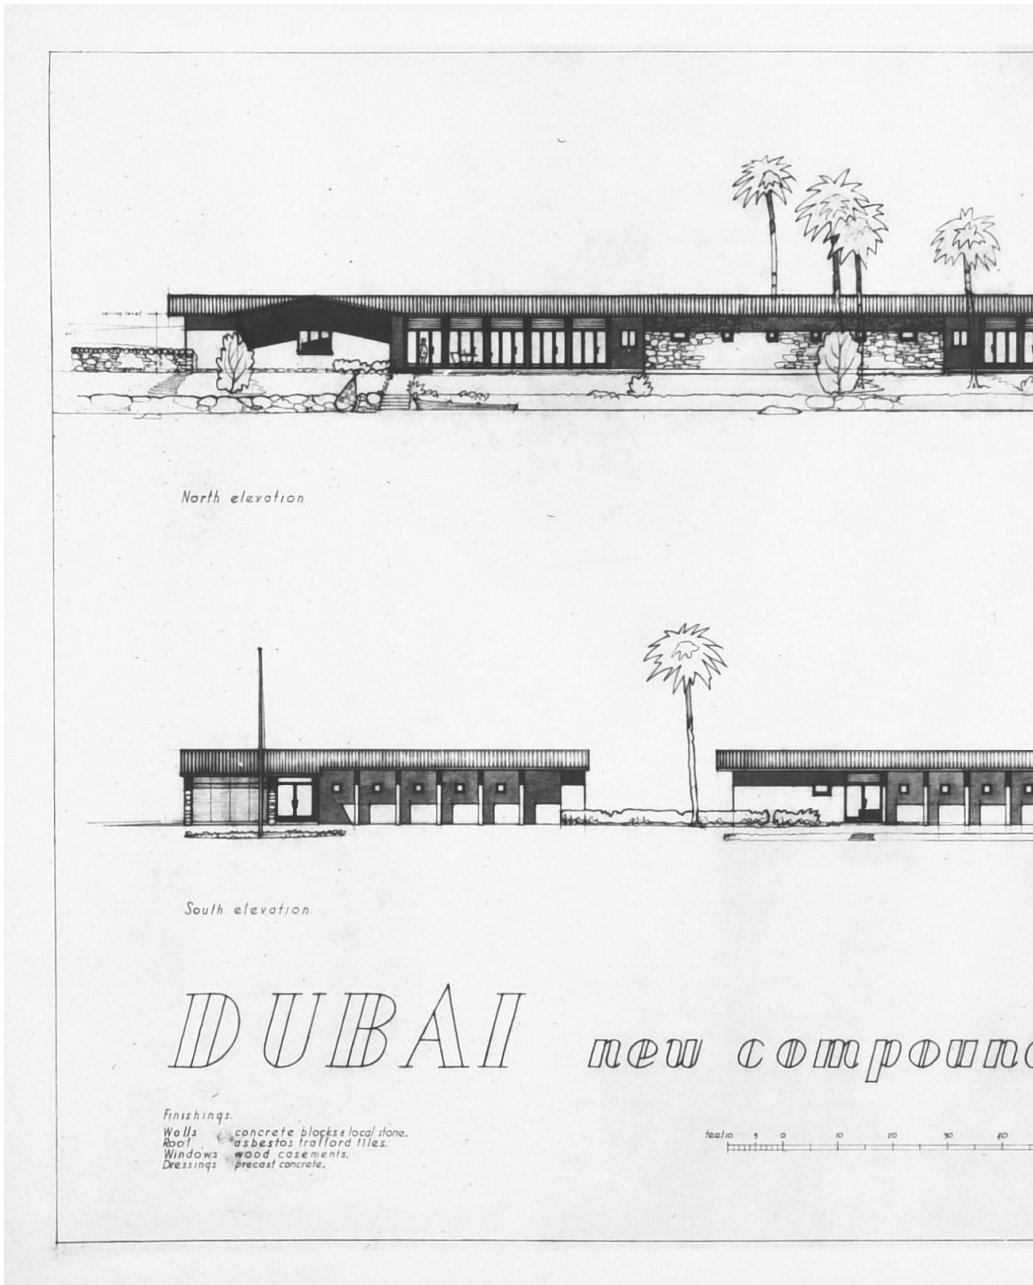 North elevation
South elevation
DUBAI new compoun
Finishings.
Walls concrete blocks & local stone.
Roof asbestos trafford tiles.
Windows wood casements.
Dressings precast concrete.
feet 10 5 0 10 20 30 40